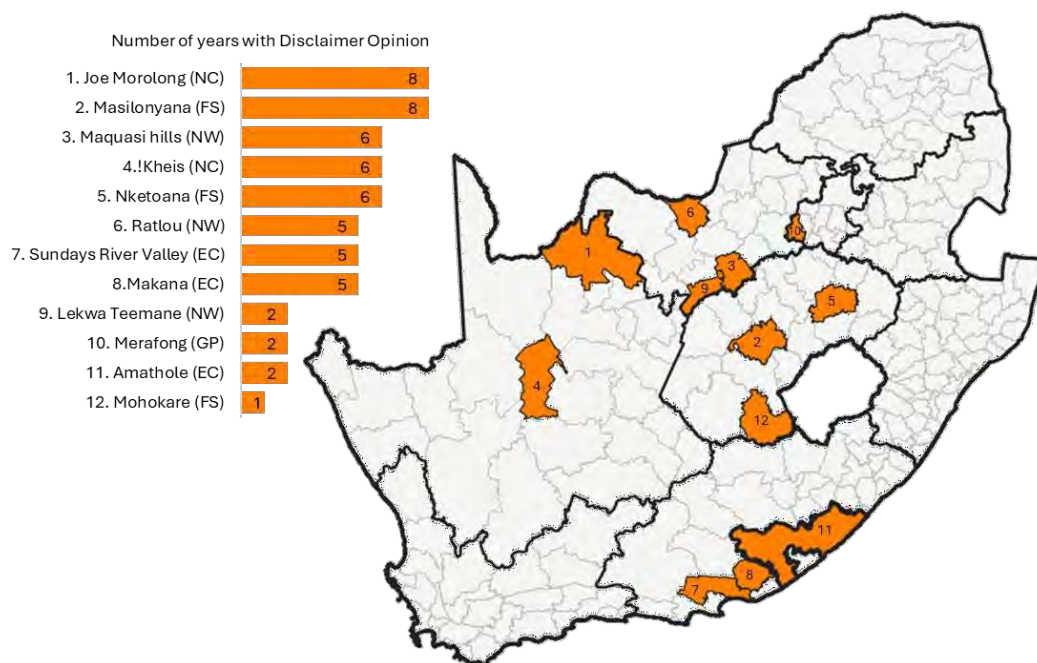 Number of years with Disclaimer Opinion
1. Joe Morolong (NC) 8
2. Masilonyana (FS) 8
3. Maquasi hills (NW) 6
4.!Kheis (NC) 6
5. Nketoana (FS) 6
6. Ratlou (NW) 5
7. Sundays River Valley (EC) 5
8.Makana (EC) 5
9. Lekwa Teemane (NW) 2
10. Merafong (GP) 2
11. Amathole (EC) 2
12. Mohokare (FS) 1
6
10
1
3
9
5
2
4
12
11
8
7